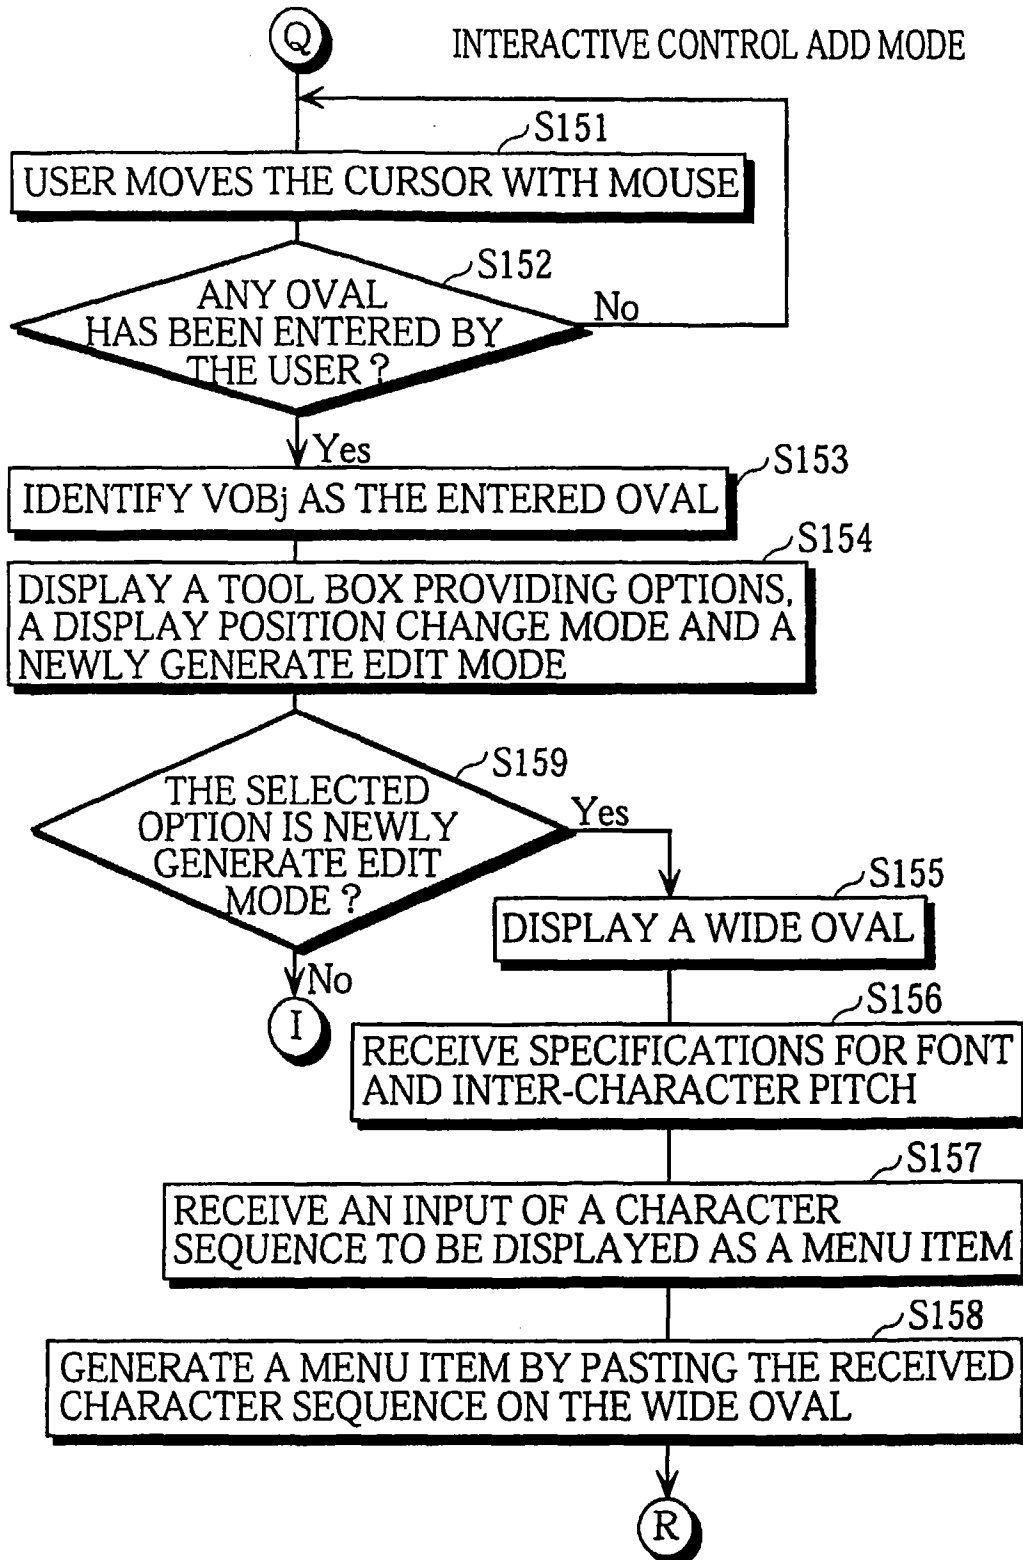 Q
INTERACTIVE CONTROL ADD MODE
S151
USER MOVES THE CURSOR WITH MOUSE
S152
ANY OVAL
HAS BEEN ENTERED BY
THE USER ?
No
Yes
S153
IDENTIFY VOBj AS THE ENTERED OVAL
S154
DISPLAY A TOOL BOX PROVIDING OPTIONS,
A DISPLAY POSITION CHANGE MODE AND A
NEWLY GENERATE EDIT MODE
S159
THE SELECTED
OPTION IS NEWLY
GENERATE EDIT
MODE ?
Yes
No
I
S155
DISPLAY A WIDE OVAL
S156
RECEIVE SPECIFICATIONS FOR FONT
AND INTER-CHARACTER PITCH
S157
RECEIVE AN INPUT OF A CHARACTER
SEQUENCE TO BE DISPLAYED AS A MENU ITEM
S158
GENERATE A MENU ITEM BY PASTING THE RECEIVED
CHARACTER SEQUENCE ON THE WIDE OVAL
R